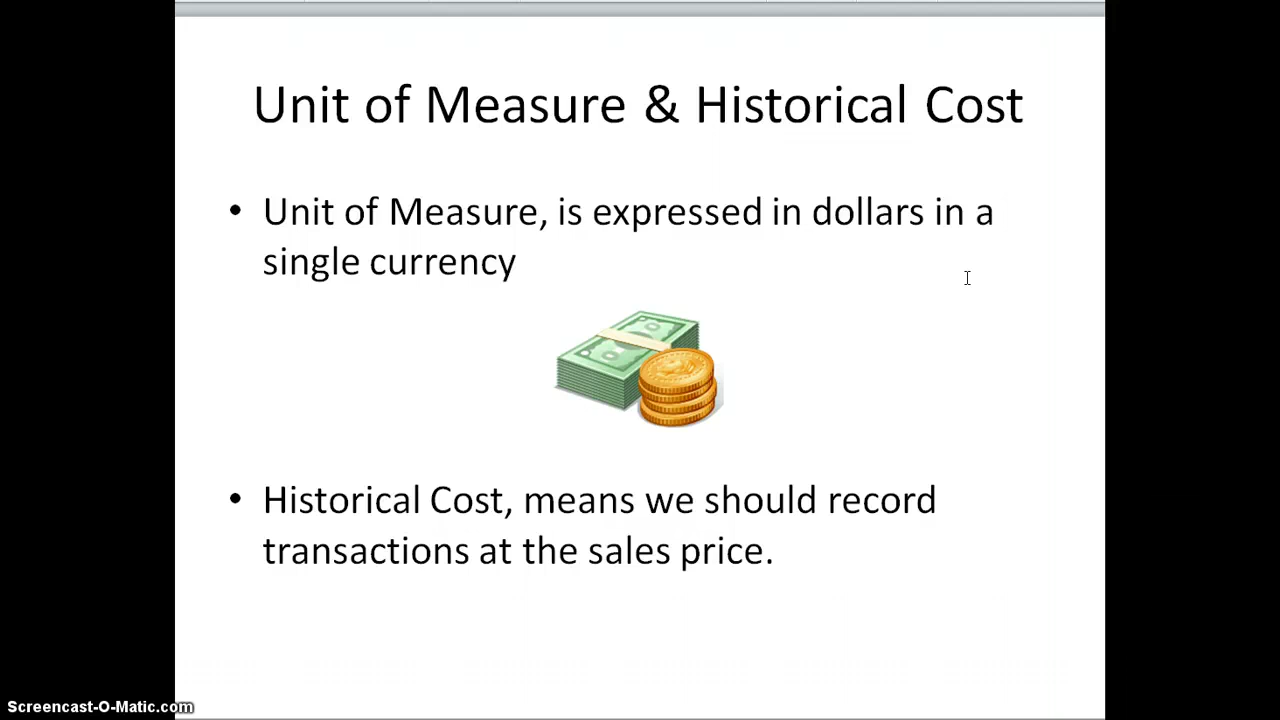 Unit of Measure & Historical Cost
• Unit of Measure, is expressed in dollars in a
single currency
• Historical Cost, means we should record
transactions at the sales price.
Screencast-O-Matic.com